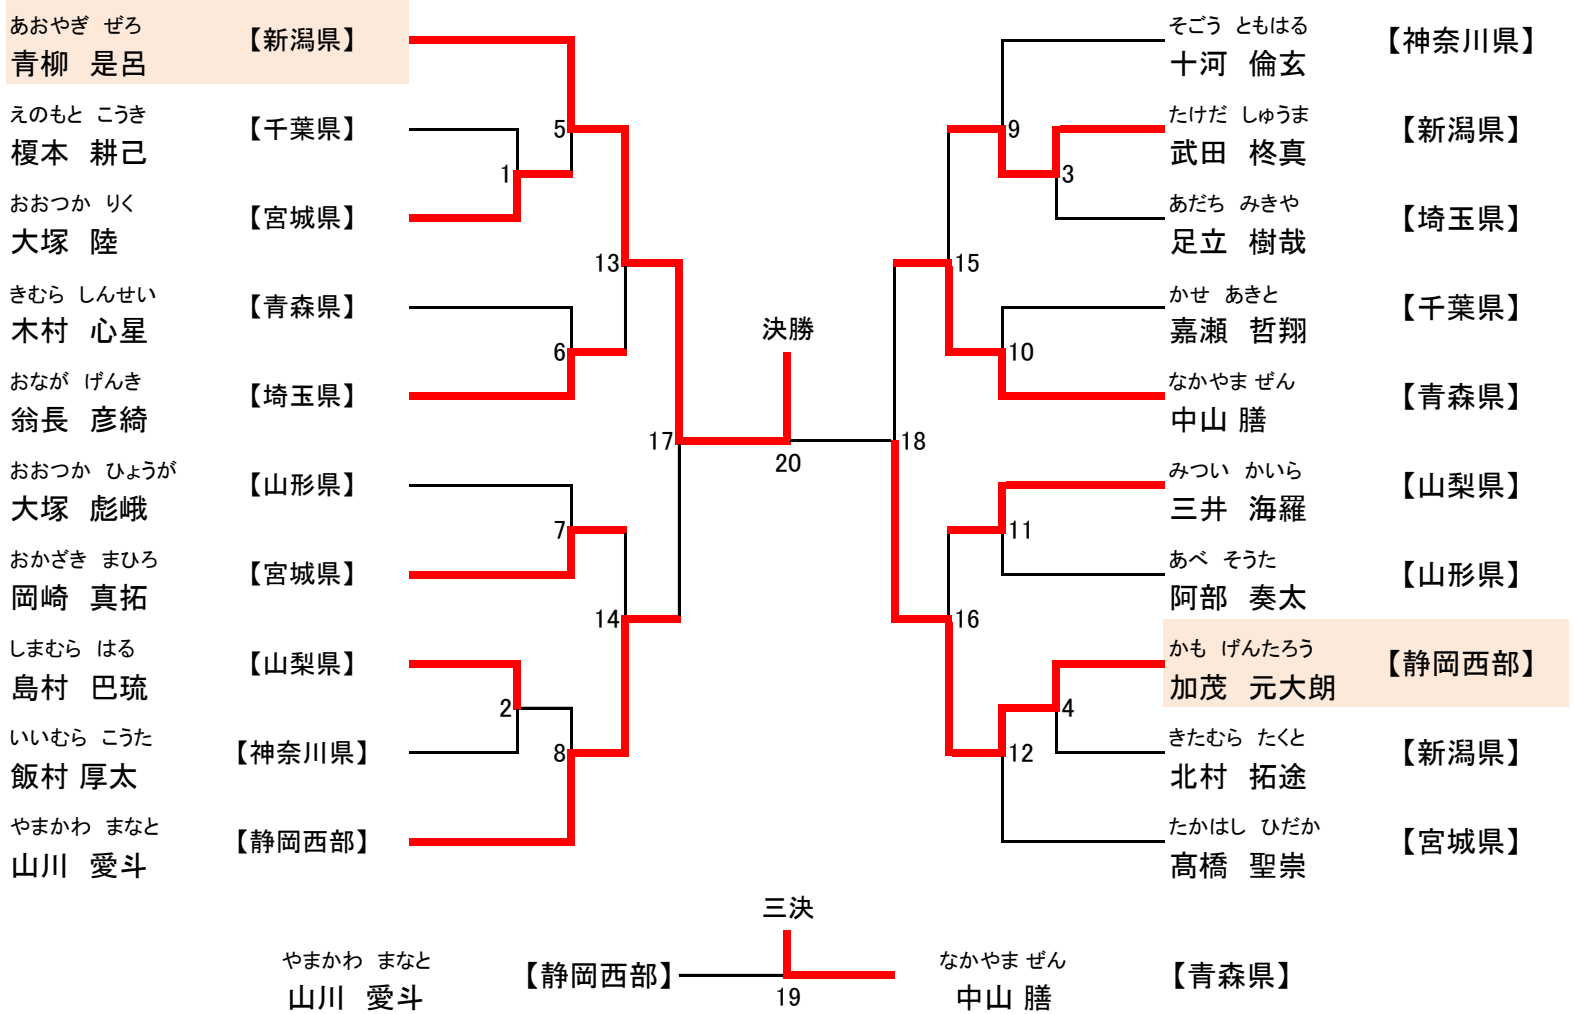 あおやぎ ぜろ
青柳 是呂 【新潟県】
えのもと こうき
榎本 耕己 【千葉県】
おおつか りく
大塚 陸 【宮城県】
きむら しんせい
木村 心星 【青森県】
おなが げんき
翁長 彦綺 【埼玉県】
おおつか ひょうが
大塚 彪峨 【山形県】
おかざき まひろ
岡崎 真拓 【宮城県】
しまむら はる
島村 巴琉 【山梨県】
いいむら こうた
飯村 厚太 【神奈川県】
やまかわ まなと
山川 愛斗 【静岡西部】
1
2
5
6
7
8
13
14
17
決勝
20
18
15
16
9
10
11
12
3
4
そごう ともはる
十河 倫玄 【神奈川県】
たけだ しゅうま
武田 柊真 【新潟県】
あだち みきや
足立 樹哉 【埼玉県】
かせ あきと
嘉瀬 哲翔 【千葉県】
なかやま ぜん
中山 膳 【青森県】
みつい かいら
三井 海羅 【山梨県】
あべ そうた
阿部 奏太 【山形県】
かも げんたろう
加茂 元大朗 【静岡西部】
きたむら たくと
北村 拓途 【新潟県】
たかはし ひだか
髙橋 聖崇 【宮城県】
三決
やまかわ まなと
山川 愛斗 【静岡西部】
19
なかやま ぜん
中山 膳 【青森県】